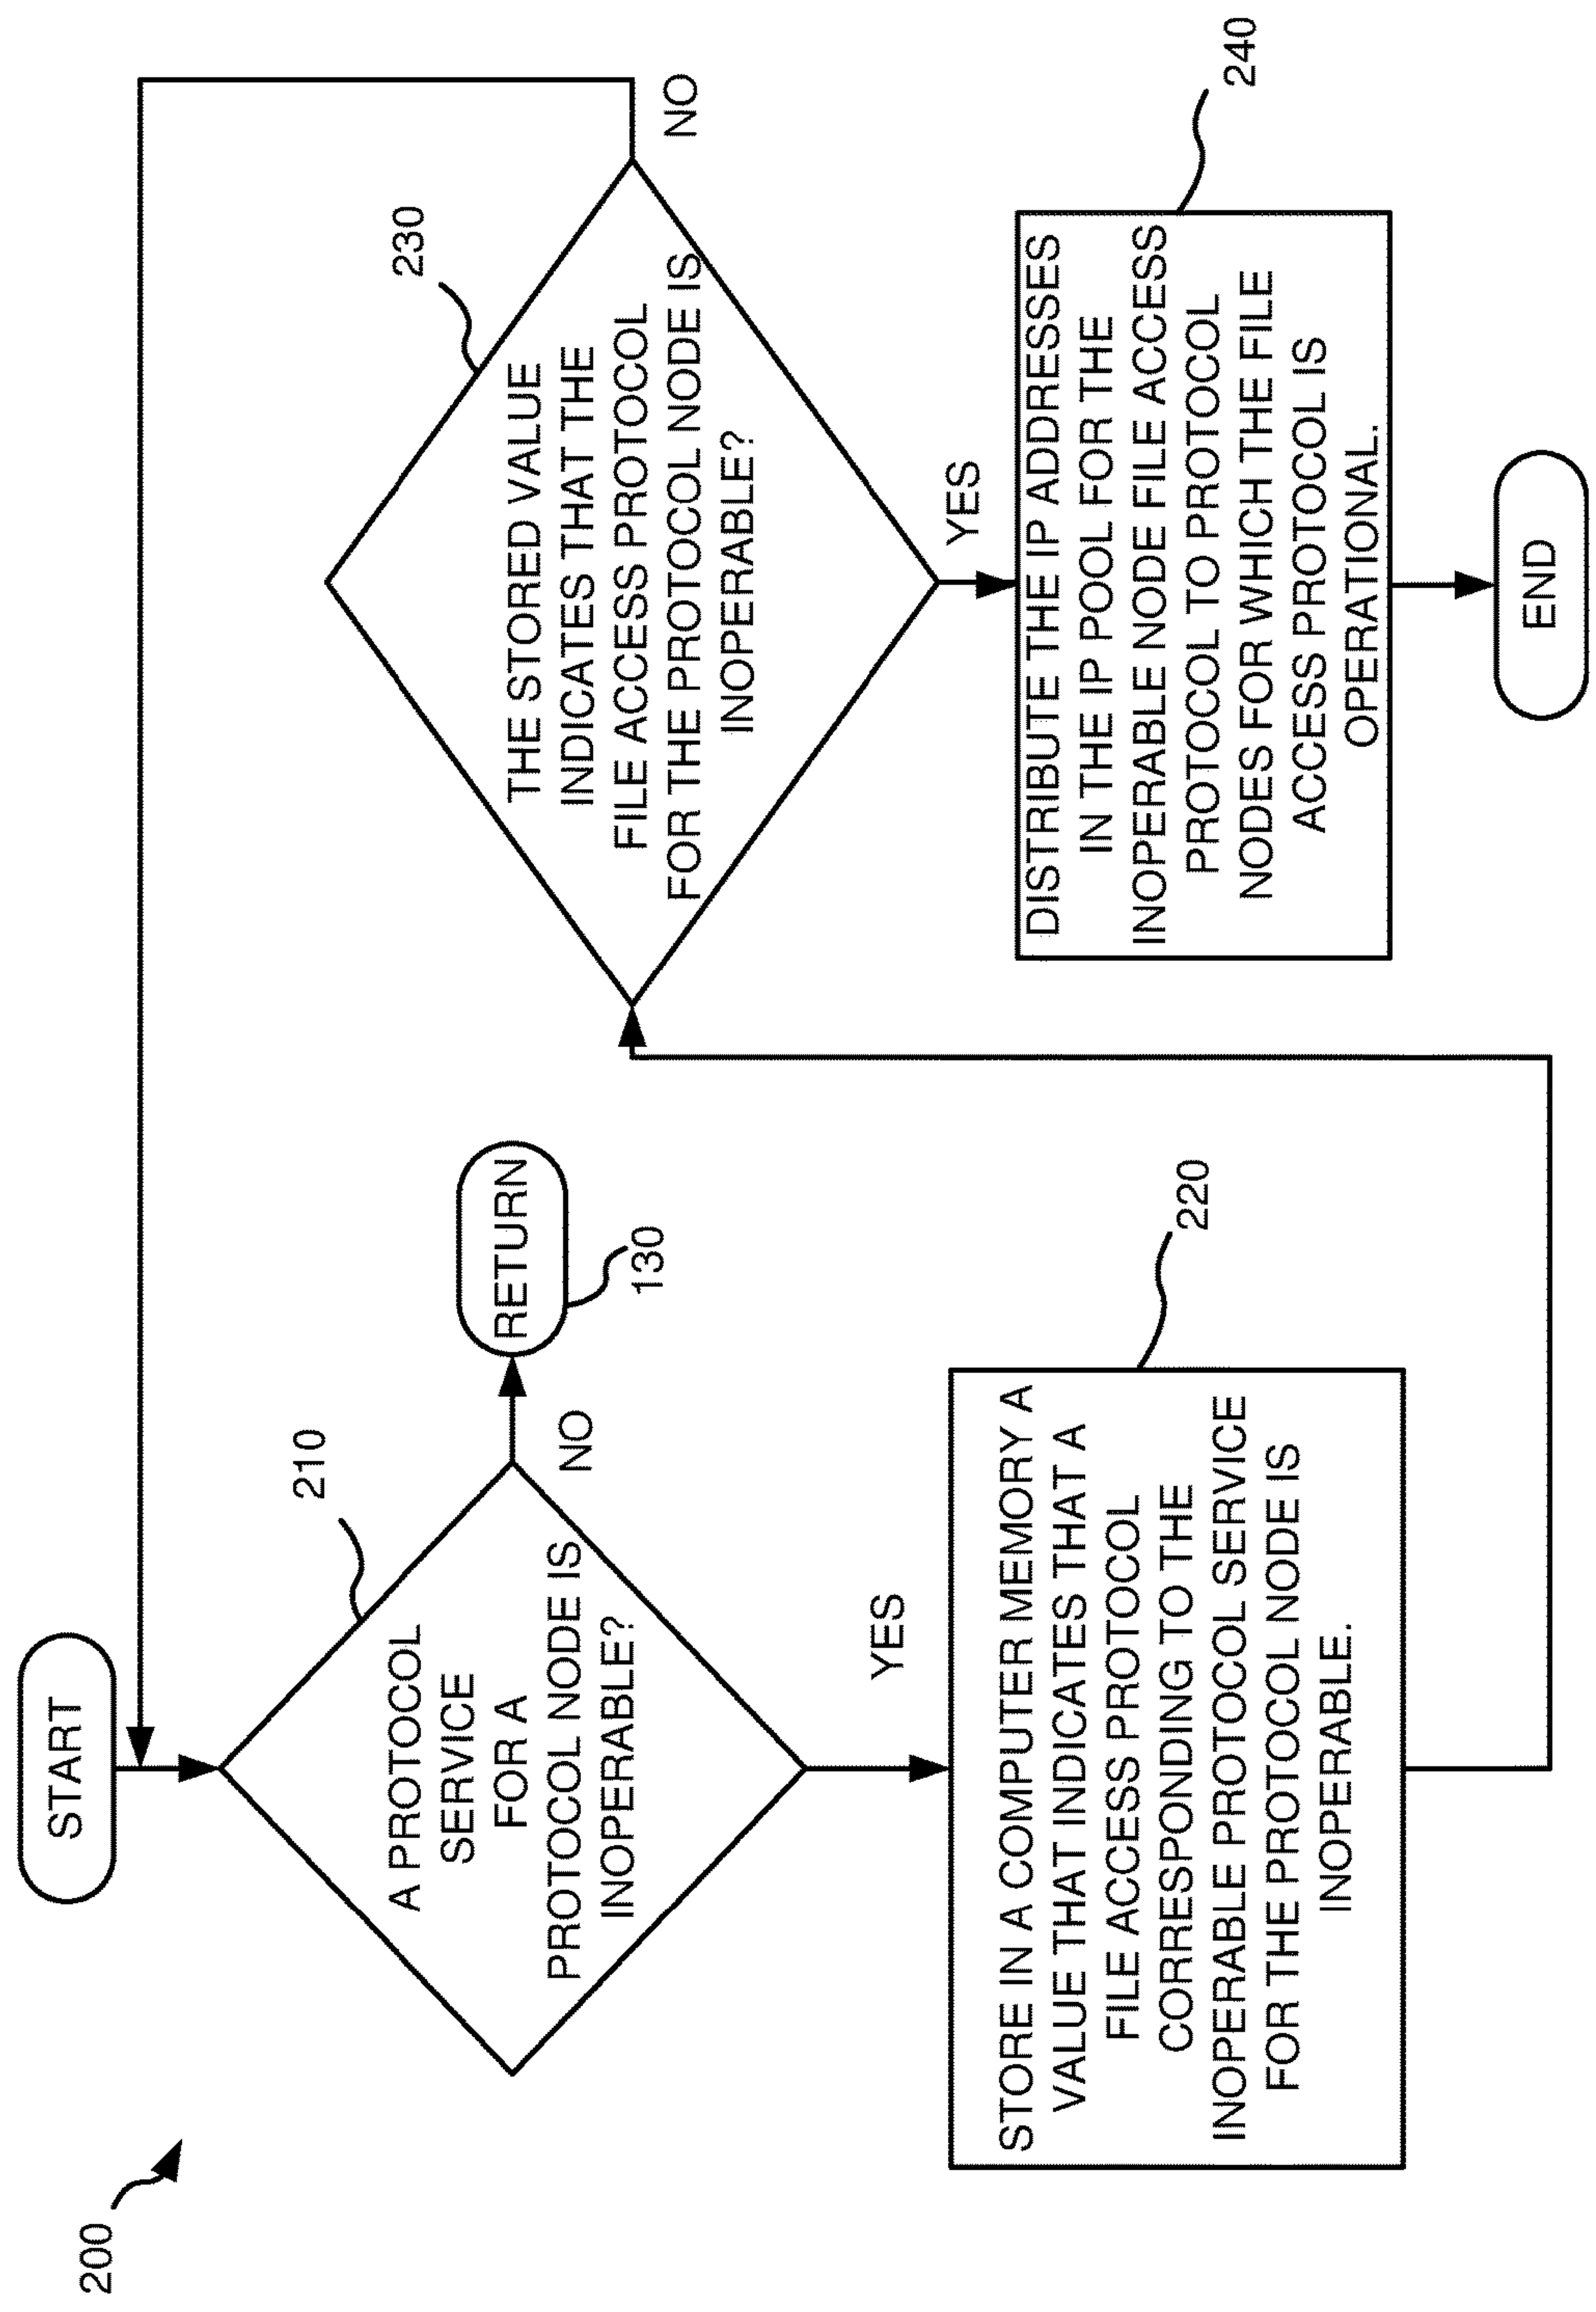 200
START
210
A PROTOCOL
SERVICE
FOR A
PROTOCOL NODE IS
INOPERABLE?
NO
RETURN
130
YES
220
STORE IN A COMPUTER MEMORY A
VALUE THAT INDICATES THAT A
FILE ACCESS PROTOCOL
CORRESPONDING TO THE
INOPERABLE PROTOCOL SERVICE
FOR THE PROTOCOL NODE IS
INOPERABLE.
230
THE STORED VALUE
INDICATES THAT THE
FILE ACCESS PROTOCOL
FOR THE PROTOCOL NODE IS
INOPERABLE?
NO
YES
240
DISTRIBUTE THE IP ADDRESSES
IN THE IP POOL FOR THE
INOPERABLE NODE FILE ACCESS
PROTOCOL TO PROTOCOL
NODES FOR WHICH THE FILE
ACCESS PROTOCOL IS
OPERATIONAL.
END